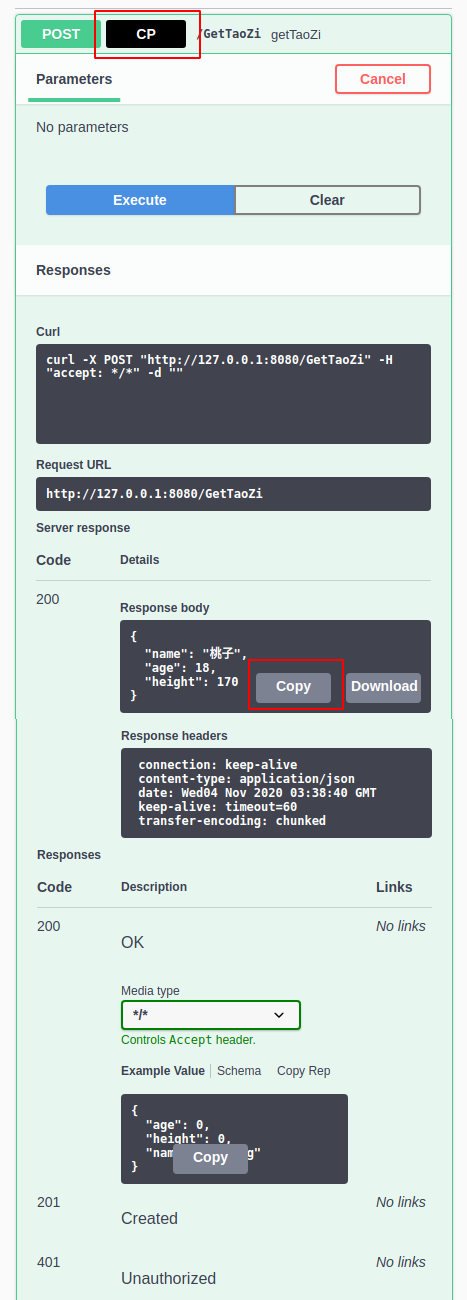 POST CP /GetTaoZi getTaoZi
Parameters Cancel
No parameters
Execute Clear
Responses
Curl
curl -X POST "http://127.0.0.1:8080/GetTaoZi" -H
"accept: */*" -d ""
Request URL
http://127.0.0.1:8080/GetTaoZi
Server response
Code Details
200
Response body
{
"name": "桃子",
"age": 18,
"height": 170
}
Copy Download
Response headers
connection: keep-alive
content-type: application/json
date: Wed04 Nov 2020 03:38:40 GMT
keep-alive: timeout=60
transfer-encoding: chunked
Responses
Code Description Links
200 No links
OK
Media type
*/*
Controls Accept header.
Example Value Schema Copy Rep
{
"age": 0,
"height": 0,
}
Copy
201 No links
Created
401 No links
Unauthorized